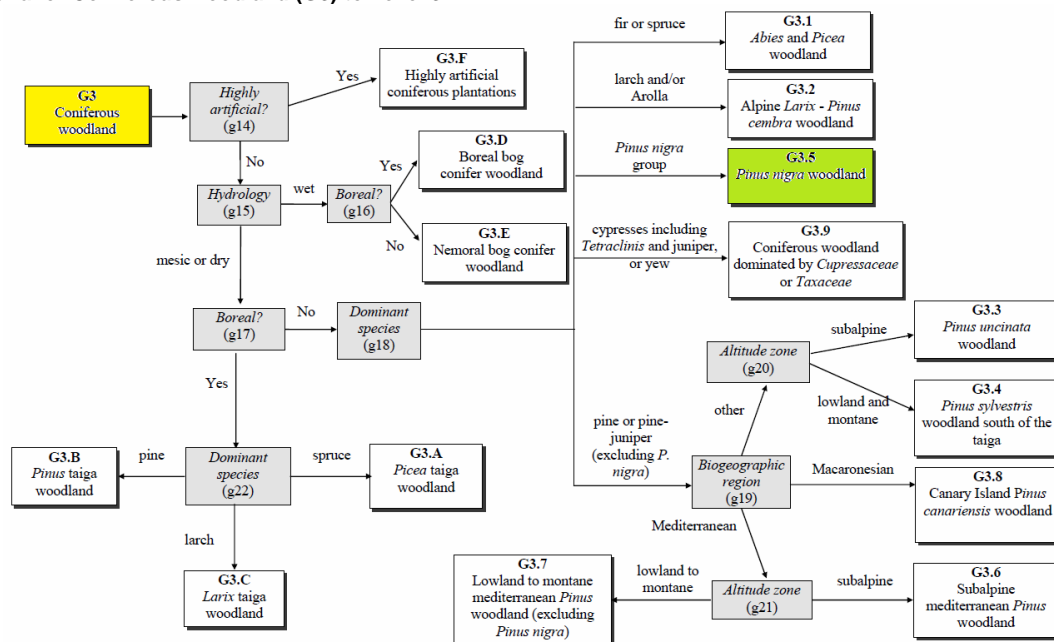 G3
Coniferous
woodland
Highly
artificial?
(g14)
Yes
G3.F
Highly artificial
coniferous plantations
No
Hydrology
(g15)
wet
Boreal?
(g16)
Yes
G3.D
Boreal bog
conifer woodland
No
G3.E
Nemoral bog conifer
woodland
mesic or dry
Boreal?
(g17)
No
Dominant
species
(g18)
fir or spruce
G3.1
Abies and Picea
woodland
larch and/or
Arolla
G3.2
Alpine Larix - Pinus
cembra woodland
Pinus nigra
group
G3.5
Pinus nigra woodland
cypresses including
Tetraclinis and juniper,
or yew
G3.9
Coniferous woodland
dominated by Cupressaceae
or Taxaceae
pine or pine-
juniper
(excluding P.
nigra)
Biogeographic
region
(g19)
other
Altitude zone
(g20)
subalpine
G3.3
Pinus uncinata
woodland
lowland and
montane
G3.4
Pinus sylvestris
woodland south of the
taiga
Macaronesian
G3.8
Canary Island Pinus
canariensis woodland
Mediterranean
Altitude zone
(g21)
subalpine
G3.6
Subalpine
mediterranean Pinus
woodland
lowland to
montane
G3.7
Lowland to montane
mediterranean Pinus
woodland (excluding
Pinus nigra)
Yes
Dominant
species
(g22)
pine
G3.B
Pinus taiga
woodland
spruce
G3.A
Picea taiga
woodland
larch
G3.C
Larix taiga
woodland